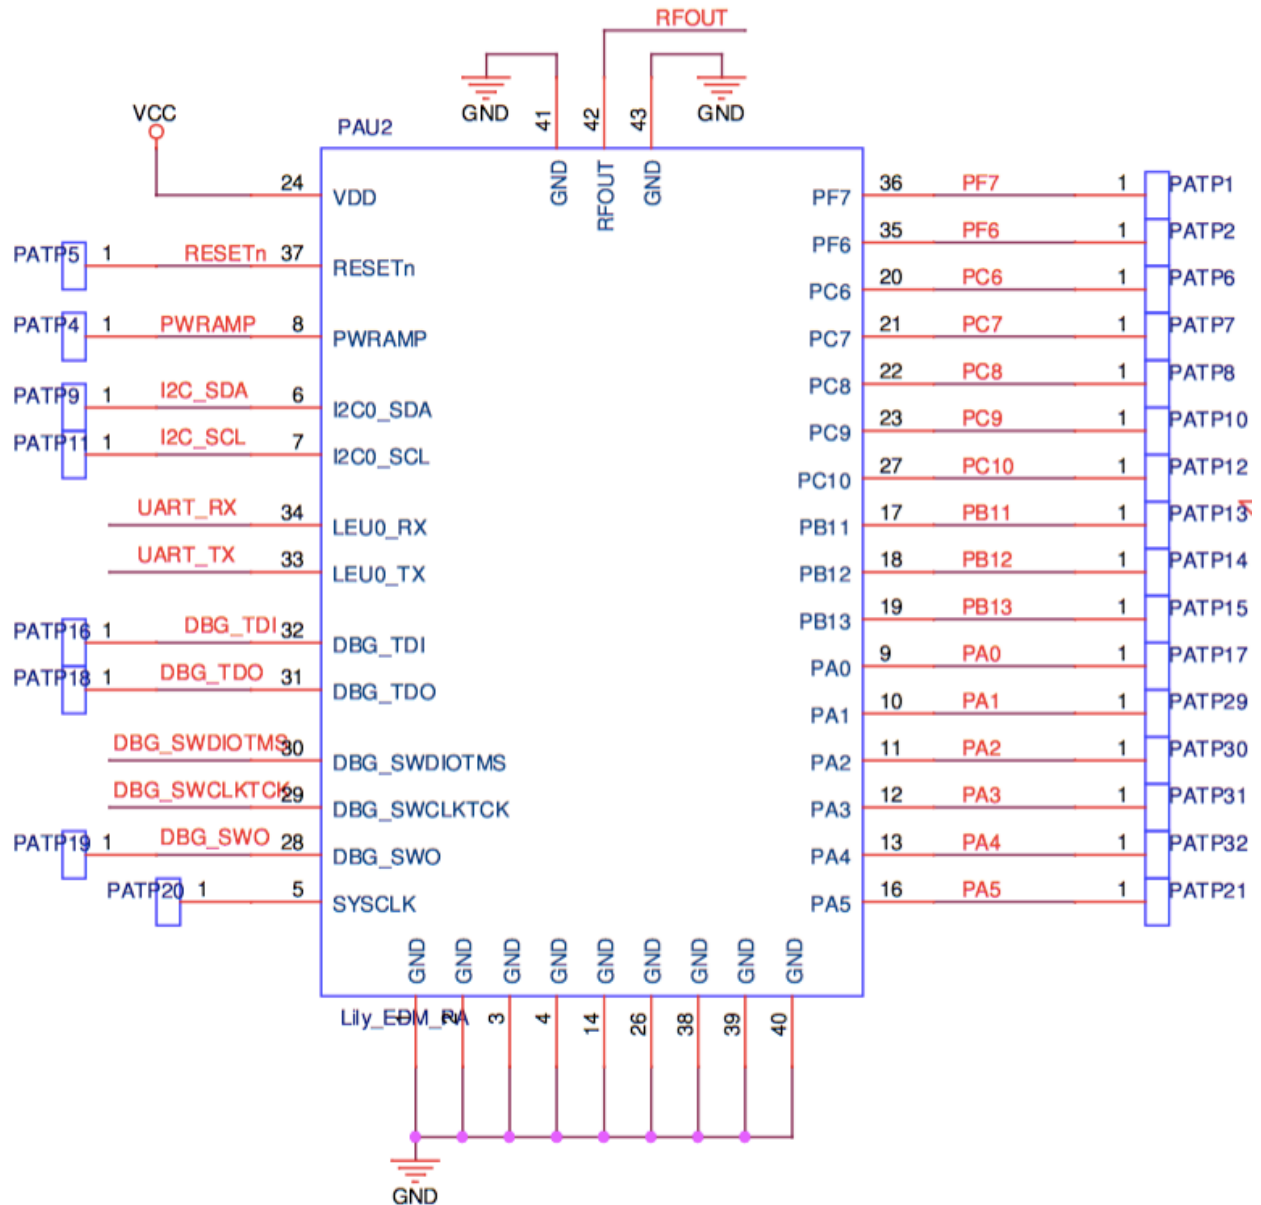 RFOUT
GND 41 42 43 GND
VCC
PAU2
GND RFOUT GND
24 VDD
PF7 36 PF7 1 PATP1
PF6 35 PF6 1 PATP2
PATP5 1 RESETn 37 RESETn
PC6 20 PC6 1 PATP6
PATP4 1 PWRAMP 8 PWRAMP
PC7 21 PC7 1 PATP7
PC8 22 PC8 1 PATP8
PATP9 1 I2C_SDA 6 I2C0_SDA
PC9 23 PC9 1 PATP10
PATP11 1 I2C_SCL 7 I2C0_SCL
PC10 27 PC10 1 PATP12
UART_RX 34 LEU0_RX
PB11 17 PB11 1 PATP13
UART_TX 33 LEU0_TX
PB12 18 PB12 1 PATP14
PB13 19 PB13 1 PATP15
PATP16 1 DBG_TDI 32 DBG_TDI
PA0 9 PA0 1 PATP17
PATP18 1 DBG_TDO 31 DBG_TDO
PA1 10 PA1 1 PATP29
DBG_SWDIOTMS 30 DBG_SWDIOTMS
PA2 11 PA2 1 PATP30
DBG_SWCLKTCK 29 DBG_SWCLKTCK
PA3 12 PA3 1 PATP31
PATP19 1 DBG_SWO 28 DBG_SWO
PA4 13 PA4 1 PATP32
PATP20 1 5 SYSCLK
PA5 16 PA5 1 PATP21
GND GND GND GND GND GND GND GND GND
Lily_EDM_RA
1 2 3 4 14 26 38 39 40
GND